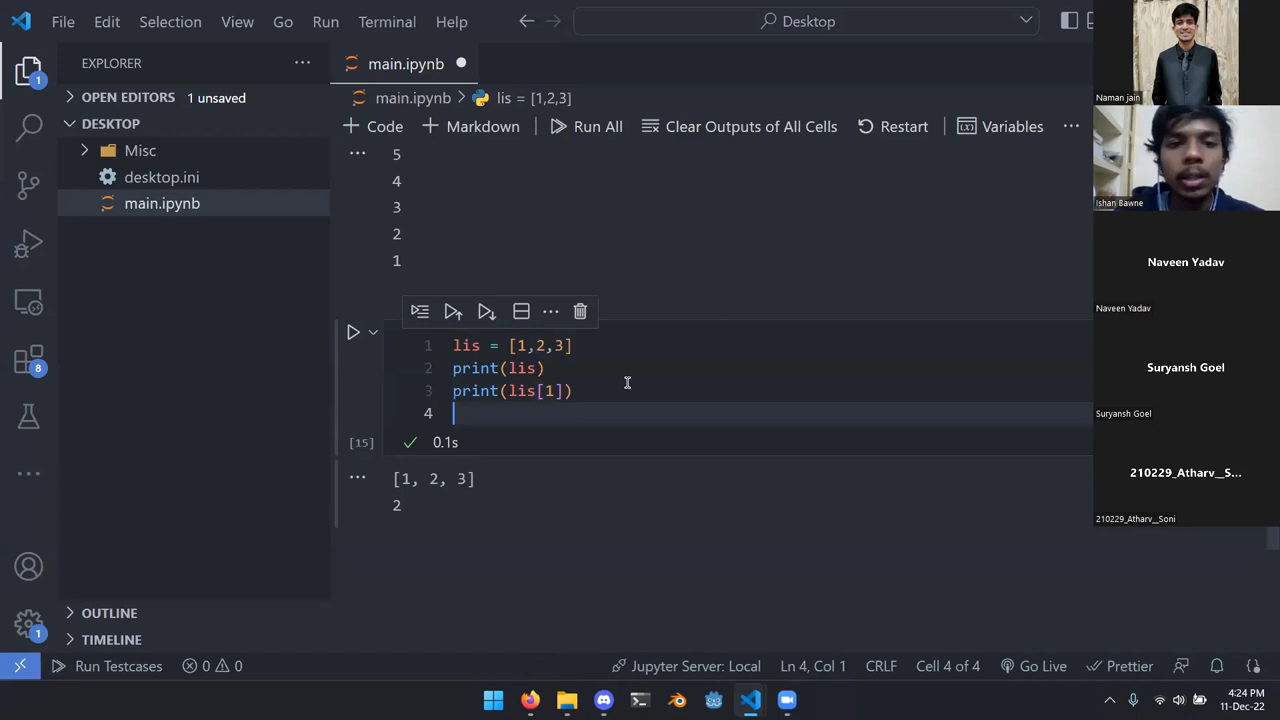 File Edit Selection View Go Run Terminal Help
Desktop
EXPLORER
main.ipynb
OPEN EDITORS 1 unsaved
main.ipynb > lis = [1,2,3]
DESKTOP
+ Code + Markdown Run All Clear Outputs of All Cells Restart Variables
Misc
desktop.ini
main.ipynb
5
4
3
2
1
1 lis = [1,2,3]
2 print(lis)
3 print(lis[1])
4
[15] 0.1s
[1, 2, 3]
2
1
8
1
OUTLINE
TIMELINE
Run Testcases 0 0 Jupyter Server: Local Ln 4, Col 1 CRLF Cell 4 of 4 Go Live Prettier
4:24 PM
11-Dec-22
Naman jain
Ishan Bawne
Naveen Yadav
Naveen Yadav
Suryansh Goel
Suryansh Goel
210229_Atharv__S...
210229_Atharv__Soni